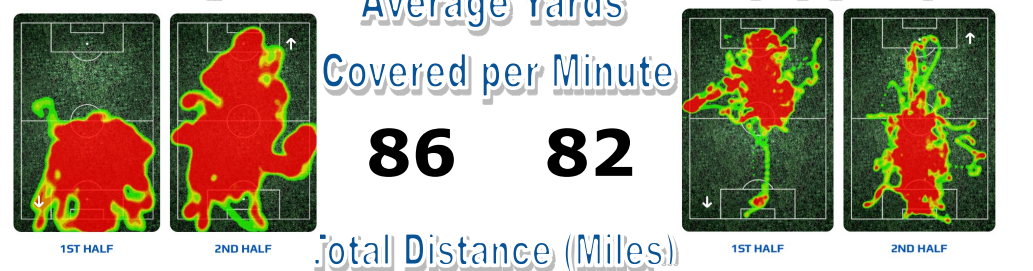 Average Yards
Covered per Minute
86 82
1ST HALF 2ND HALF 1ST HALF 2ND HALF
Total Distance (Miles)